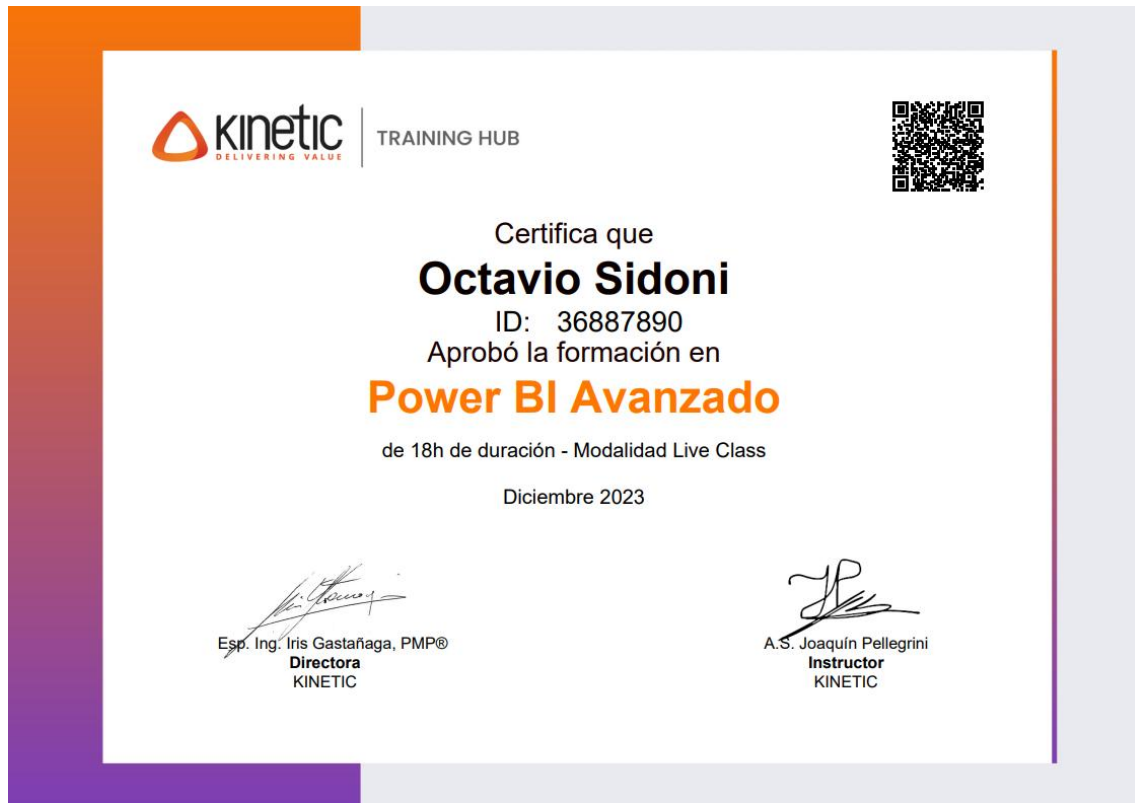 KINETIC
DELIVERING VALUE
TRAINING HUB
Certifica que
Octavio Sidoni
ID: 36887890
Aprobó la formación en
Power BI Avanzado
de 18h de duración - Modalidad Live Class
Diciembre 2023
Esp. Ing. Iris Gastañaga, PMP®
Directora
KINETIC
A.S. Joaquín Pellegrini
Instructor
KINETIC